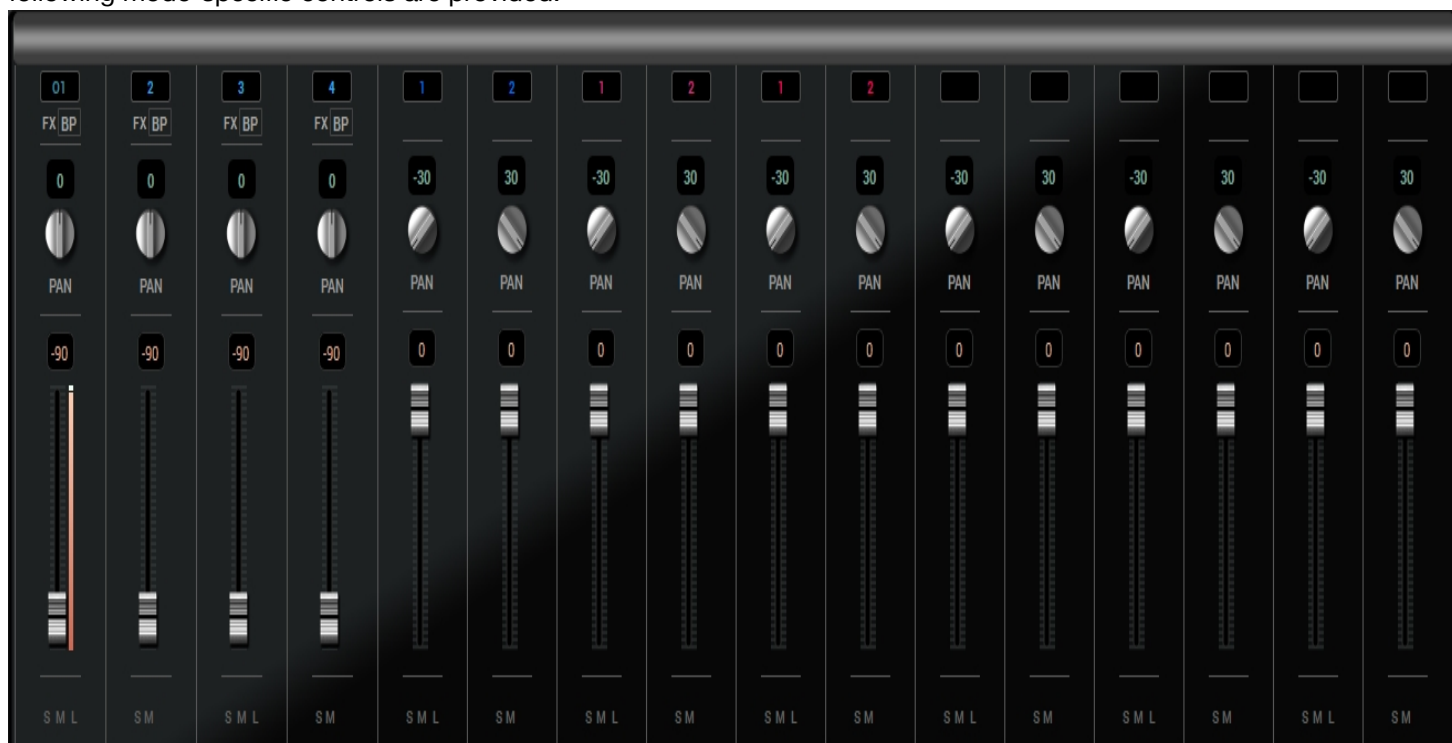 following mode-specific controls are provided:
01 2 3 4 1 2 1 2 1 2
FX BP FX BP FX BP FX BP
0 0 0 0 -30 30 -30 30 -30 30 -30 30 -30 30 -30 30
PAN PAN PAN PAN PAN PAN PAN PAN PAN PAN PAN PAN PAN PAN PAN PAN
-90 -90 -90 -90 0 0 0 0 0 0 0 0 0 0 0 0
S M L S M S M L S M S M L S M S M L S M S M L S M S M L S M S M L S M S M L S M